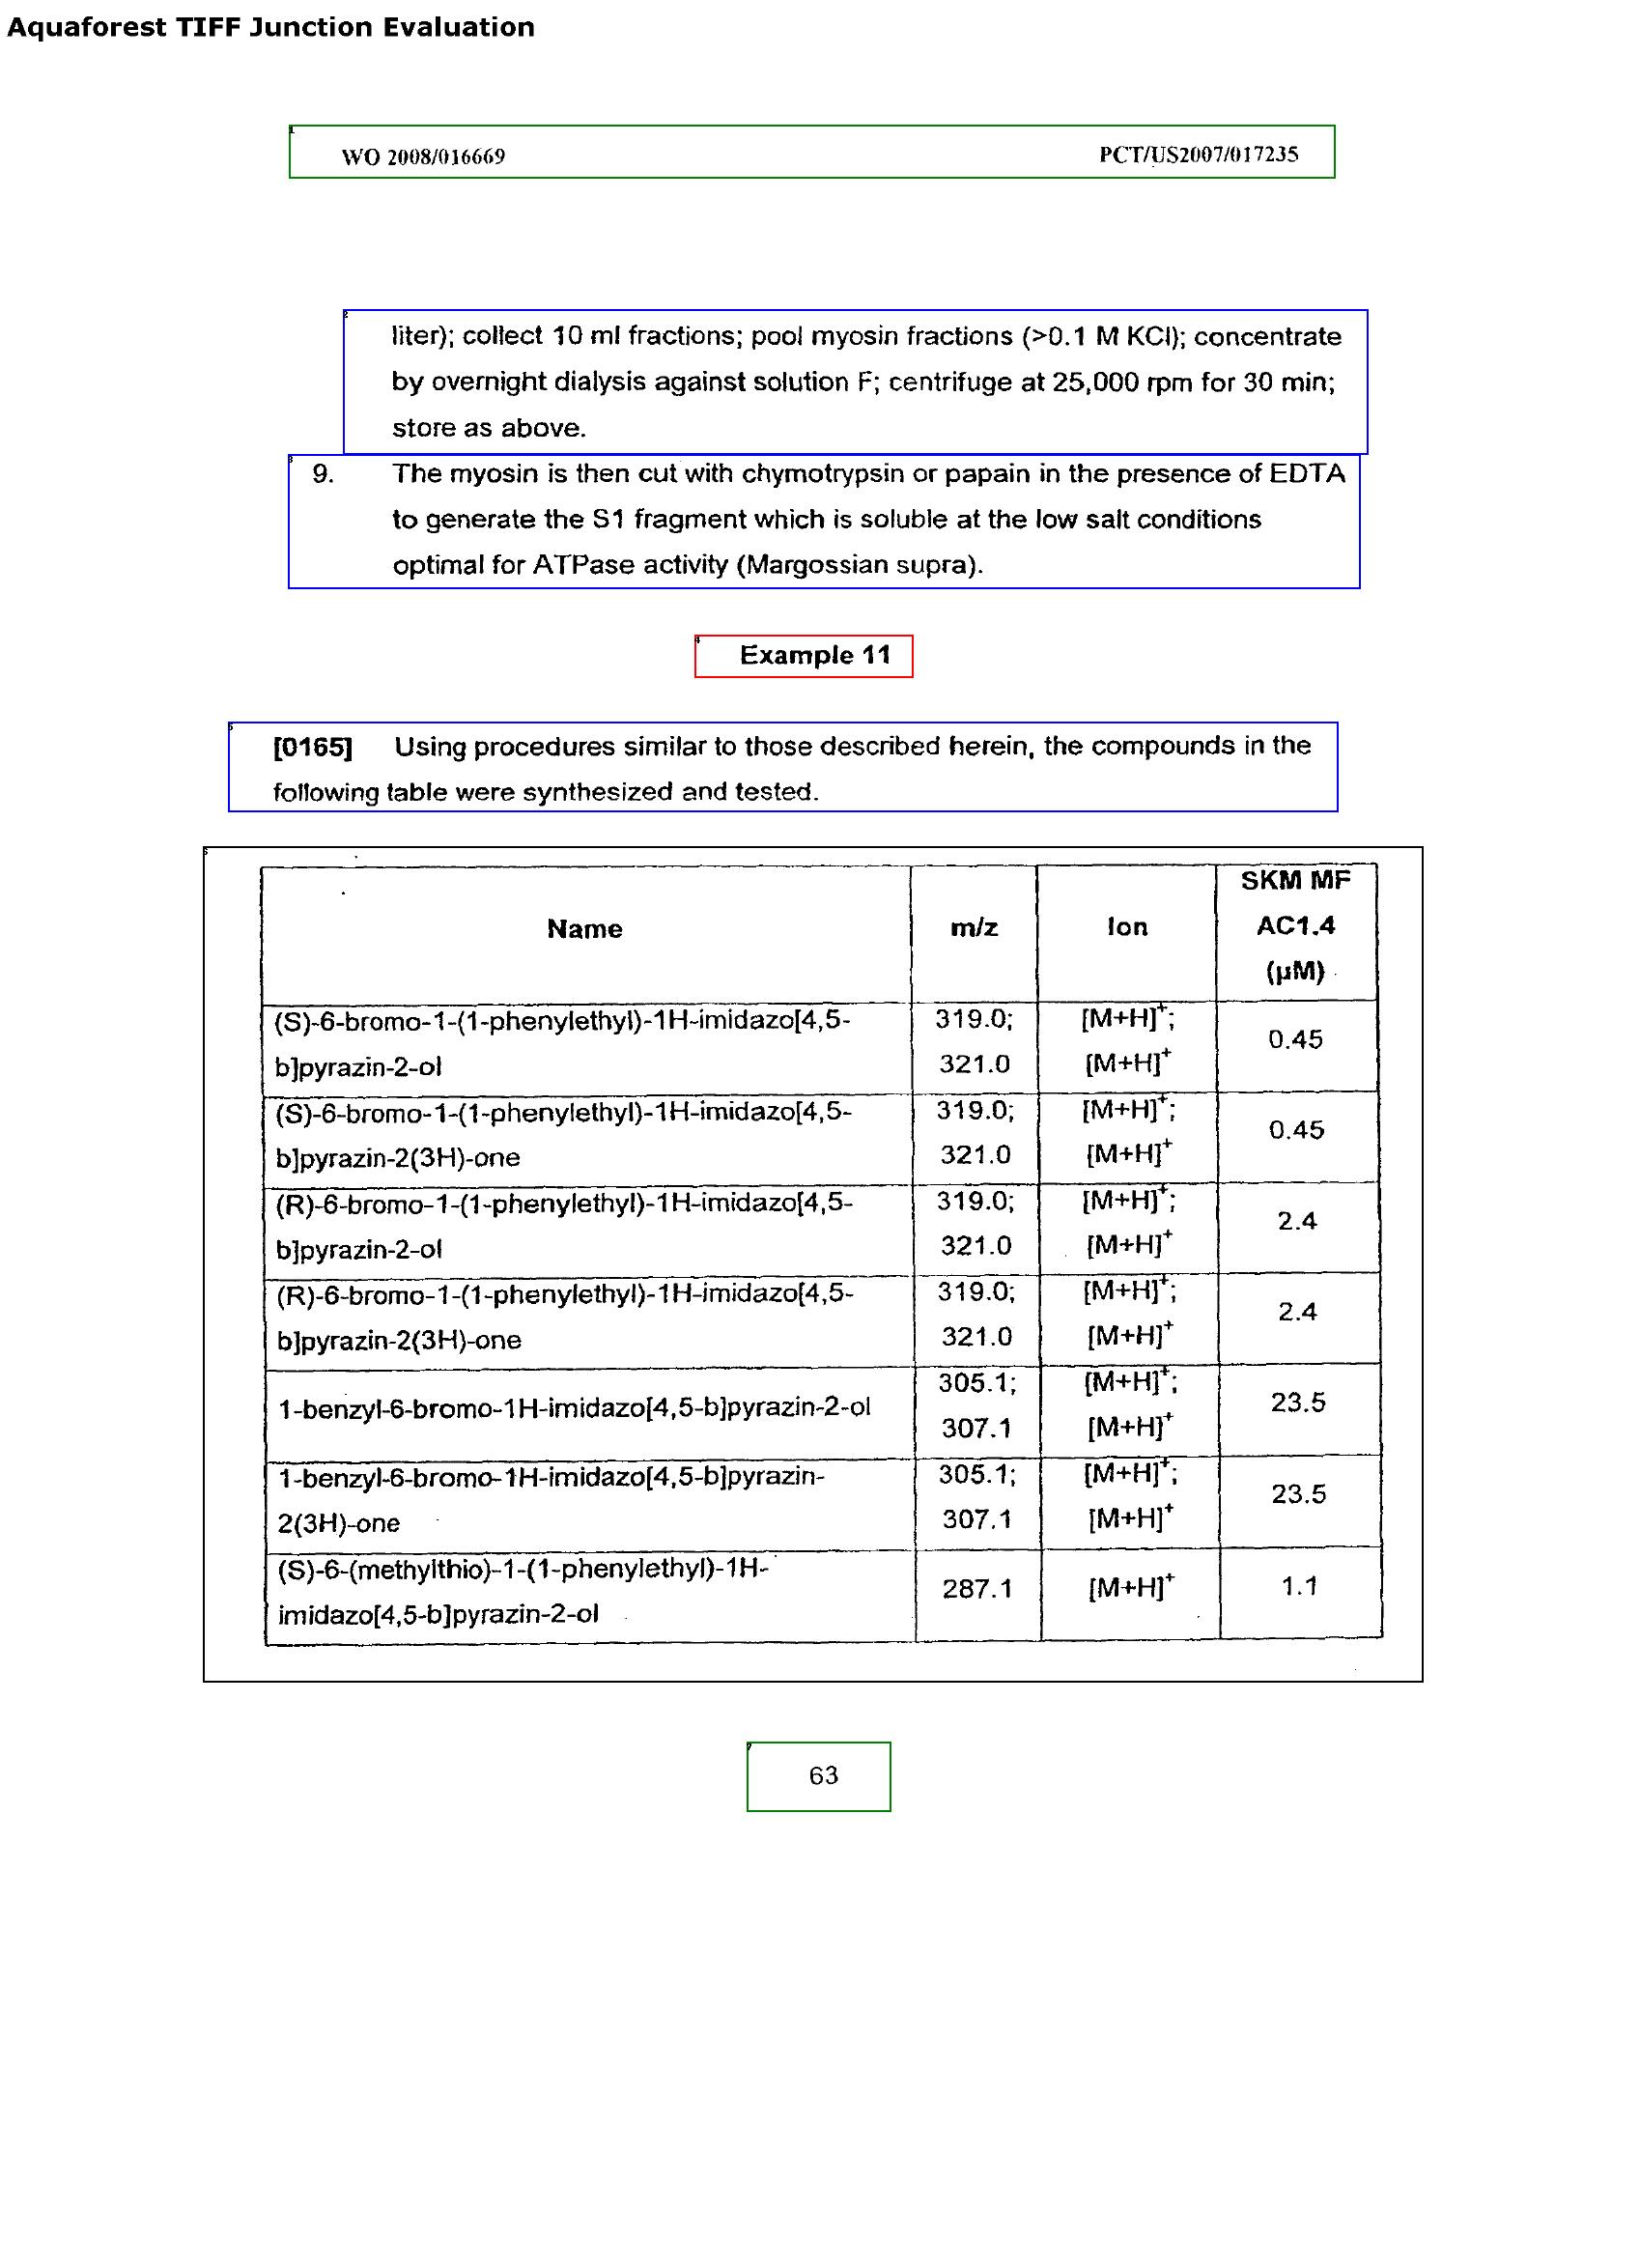 Aquaforest TIFF Junction Evaluation
WO 2008/016669 PCT/US2007/017235
liter); collect 10 ml fractions; pool myosin fractions (>0.1 M KCl); concentrate
by overnight dialysis against solution F; centrifuge at 25,000 rpm for 30 min;
store as above.
9. The myosin is then cut with chymotrypsin or papain in the presence of EDTA
to generate the S1 fragment which is soluble at the low salt conditions
optimal for ATPase activity (Margossian supra).
Example 11
[0165] Using procedures similar to those described herein, the compounds in the
following table were synthesized and tested.
SKM MF
Name m/z Ion AC1.4
(µM)
(S)-6-bromo-1-(1-phenylethyl)-1H-imidazo[4,5- 319.0; [M+H]⁺; 0.45
b]pyrazin-2-ol 321.0 [M+H]⁺
(S)-6-bromo-1-(1-phenylethyl)-1H-imidazo[4,5- 319.0; [M+H]⁺; 0.45
b]pyrazin-2(3H)-one 321.0 [M+H]⁺
(R)-6-bromo-1-(1-phenylethyl)-1H-imidazo[4,5- 319.0; [M+H]⁺; 2.4
b]pyrazin-2-ol 321.0 [M+H]⁺
(R)-6-bromo-1-(1-phenylethyl)-1H-imidazo[4,5- 319.0; [M+H]⁺; 2.4
b]pyrazin-2(3H)-one 321.0 [M+H]⁺
1-benzyl-6-bromo-1H-imidazo[4,5-b]pyrazin-2-ol 305.1; [M+H]⁺; 23.5
307.1 [M+H]⁺
1-benzyl-6-bromo-1H-imidazo[4,5-b]pyrazin- 305.1; [M+H]⁺; 23.5
2(3H)-one 307.1 [M+H]⁺
(S)-6-(methylthio)-1-(1-phenylethyl)-1H- 287.1 [M+H]⁺ 1.1
imidazo[4,5-b]pyrazin-2-ol
63